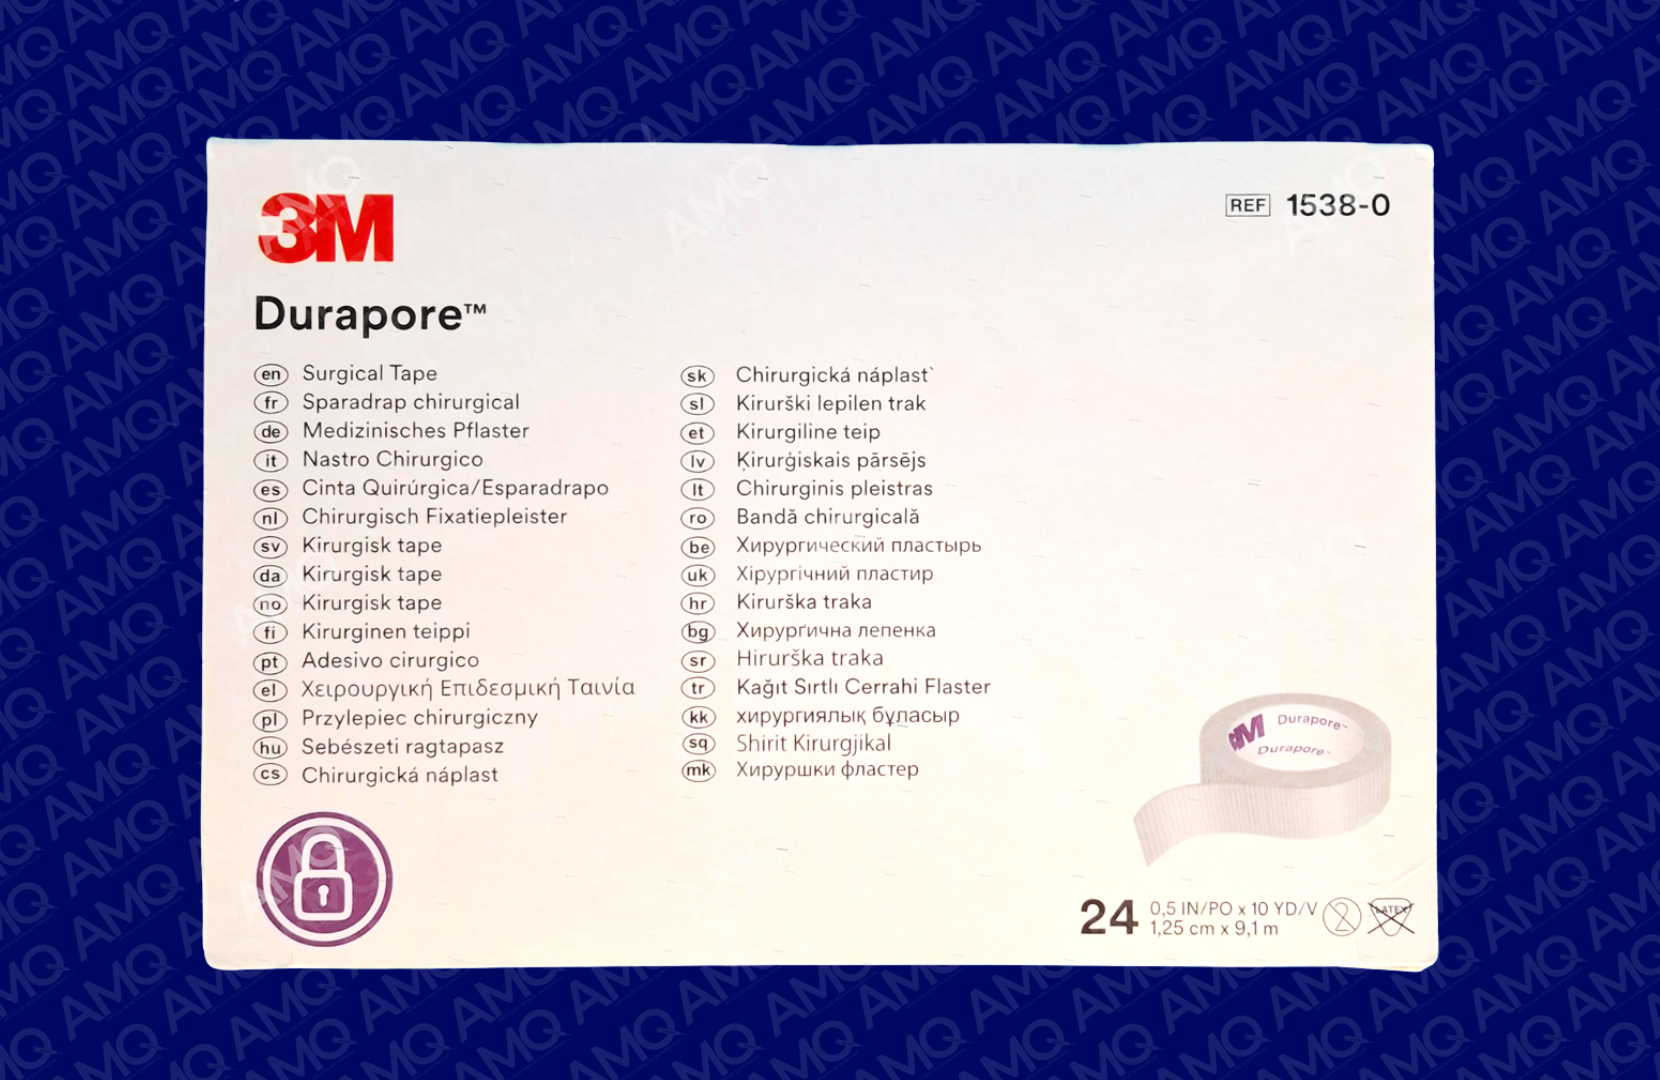 3M
REF 1538-0
Durapore™
en Surgical Tape
fr Sparadrap chirurgical
de Medizinisches Pflaster
it Nastro Chirurgico
es Cinta Quirúrgica/Esparadrapo
nl Chirurgisch Fixatiepleister
sv Kirurgisk tape
da Kirurgisk tape
no Kirurgisk tape
fi Kirurginen teippi
pt Adesivo cirurgico
el Χειρουργική Επιδεσμική Ταινία
pl Przylepiec chirurgiczny
hu Sebészeti ragtapasz
cs Chirurgická náplast
sk Chirurgická náplast`
sl Kirurški lepilen trak
et Kirurgiline teip
lv Ķirurģiskais pārsējs
lt Chirurginis pleistras
ro Bandă chirurgicală
be Хирургический пластырь
uk Хірургічний пластир
hr Kirurška traka
bg Хирурґична лепенка
sr Hirurška traka
tr Kağıt Sırtlı Cerrahi Flaster
kk хирургиялық бұласыр
sq Shirit Kirurgjikal
mk Хируршки фластер
3M Durapore™
Durapore™
24 0,5 IN/PO x 10 YD/V
1,25 cm x 9,1 m
2
LATEX
AMQ